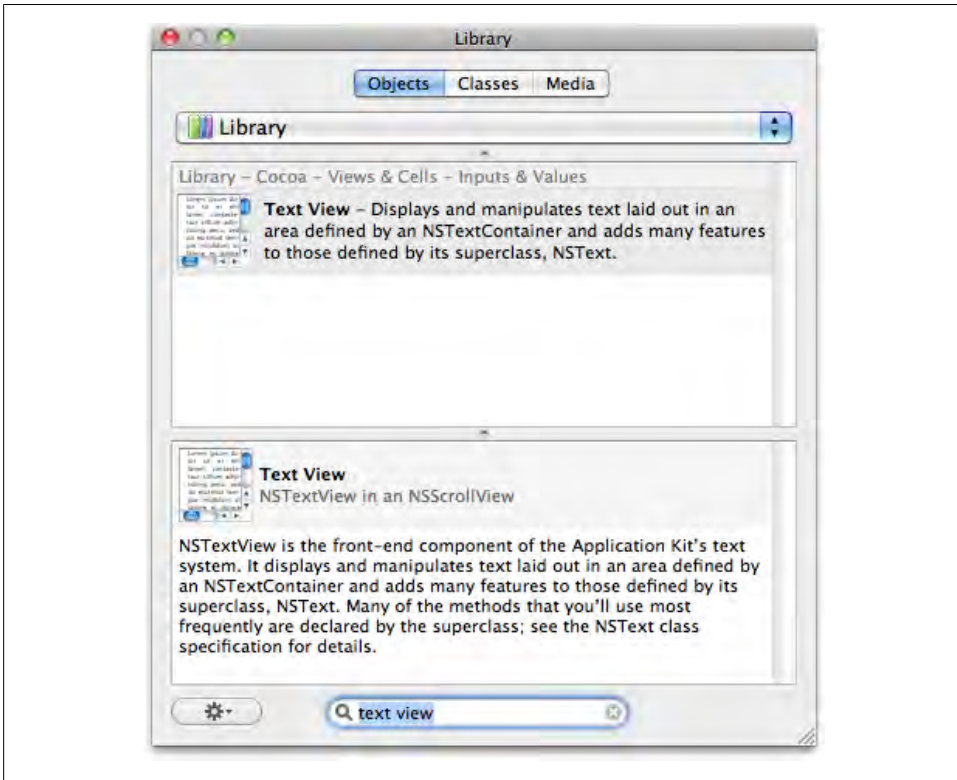 Library
Objects Classes Media
Library
Library – Cocoa – Views & Cells – Inputs & Values
Text View – Displays and manipulates text laid out in an
area defined by an NSTextContainer and adds many features
to those defined by its superclass, NSText.
Text View
NSTextView in an NSScrollView
NSTextView is the front-end component of the Application Kit's text
system. It displays and manipulates text laid out in an area defined by
an NSTextContainer and adds many features to those defined by its
superclass, NSText. Many of the methods that you'll use most
frequently are declared by the superclass; see the NSText class
specification for details.
text view